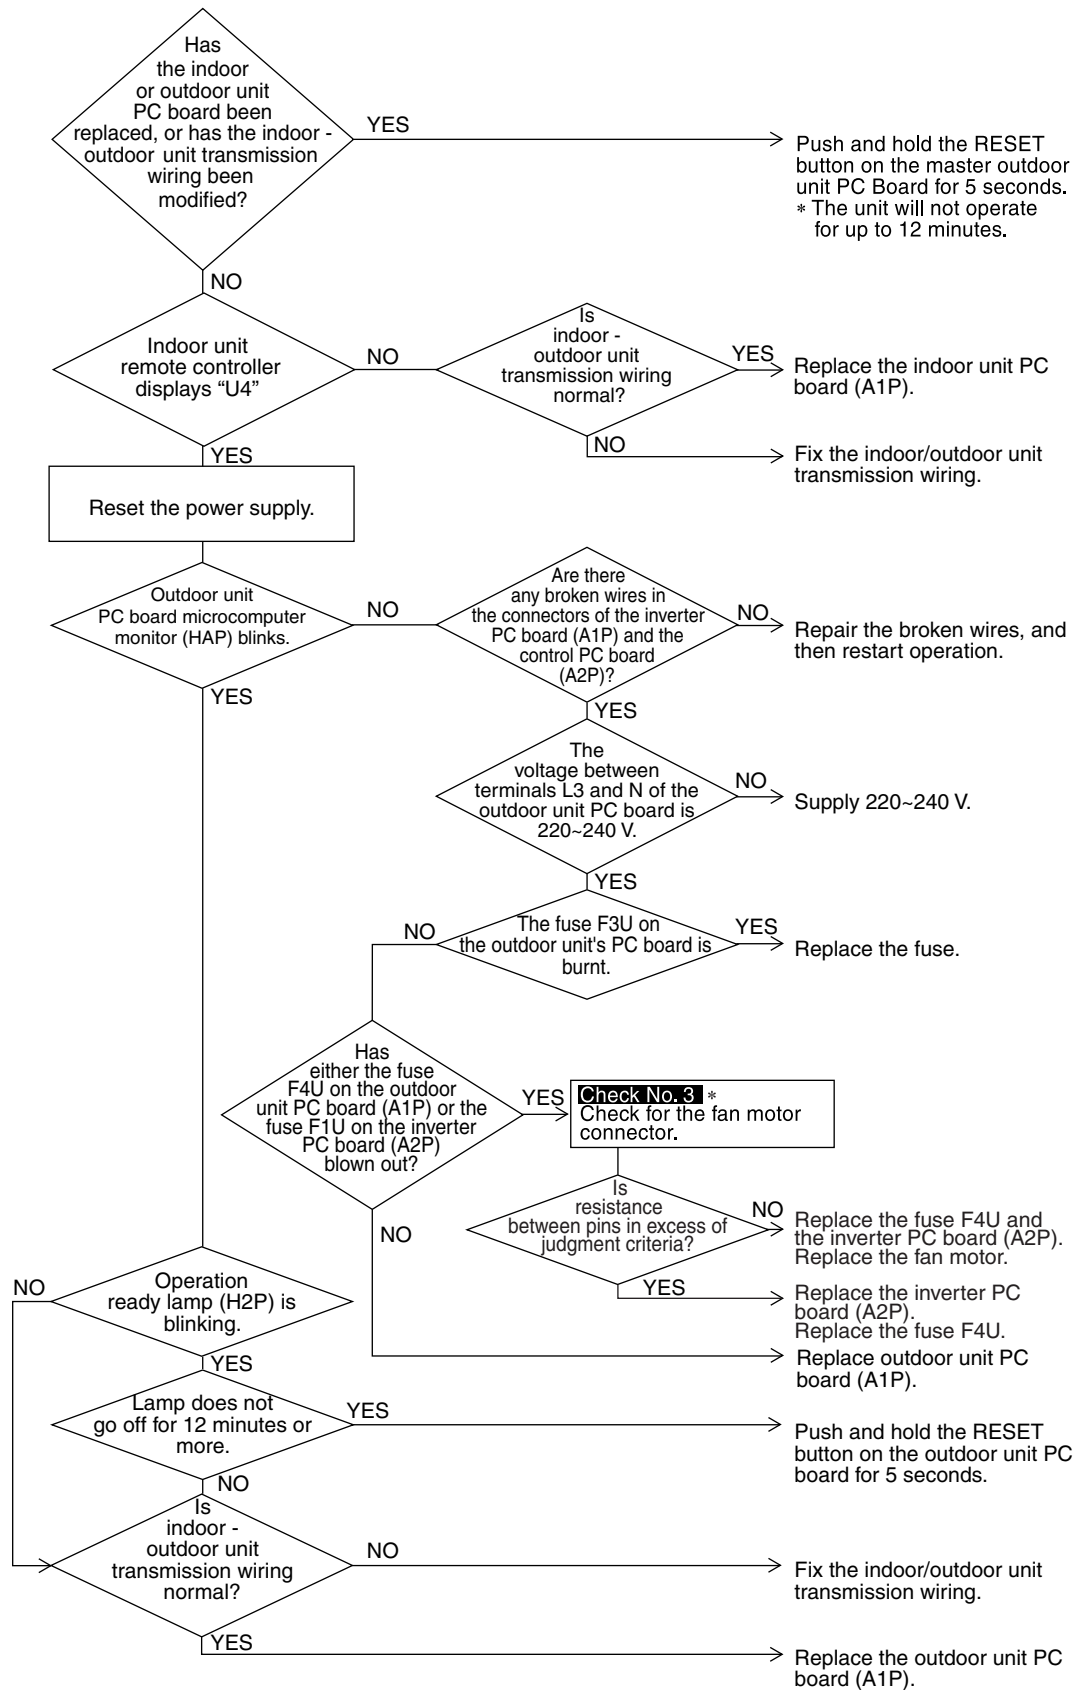 Has
the indoor
or outdoor unit
PC board been
replaced, or has the indoor -
outdoor unit transmission
wiring been
modified?
YES
Push and hold the RESET
button on the master outdoor
unit PC Board for 5 seconds.
* The unit will not operate
for up to 12 minutes.
NO
Indoor unit
remote controller
displays “U4”
NO
Is
indoor -
outdoor unit
transmission wiring
normal?
YES
Replace the indoor unit PC
board (A1P).
NO
Fix the indoor/outdoor unit
transmission wiring.
YES
Reset the power supply.
Outdoor unit
PC board microcomputer
monitor (HAP) blinks.
NO
Are there
any broken wires in
the connectors of the inverter
PC board (A1P) and the
control PC board
(A2P)?
NO
Repair the broken wires, and
then restart operation.
YES
YES
The
voltage between
terminals L3 and N of the
outdoor unit PC board is
220~240 V.
NO
Supply 220~240 V.
YES
The fuse F3U on
the outdoor unit's PC board is
burnt.
YES
Replace the fuse.
NO
Has
either the fuse
F4U on the outdoor
unit PC board (A1P) or the
fuse F1U on the inverter
PC board (A2P)
blown out?
YES
Check No. 3 *
Check for the fan motor
connector.
Is
resistance
between pins in excess of
judgment criteria?
NO
Replace the fuse F4U and
the inverter PC board (A2P).
Replace the fan motor.
YES
Replace the inverter PC
board (A2P).
Replace the fuse F4U.
NO
Replace outdoor unit PC
board (A1P).
Operation
ready lamp (H2P) is
blinking.
NO
YES
Lamp does not
go off for 12 minutes or
more.
YES
Push and hold the RESET
button on the outdoor unit PC
board for 5 seconds.
NO
Is
indoor -
outdoor unit
transmission wiring
normal?
NO
Fix the indoor/outdoor unit
transmission wiring.
YES
Replace the outdoor unit PC
board (A1P).